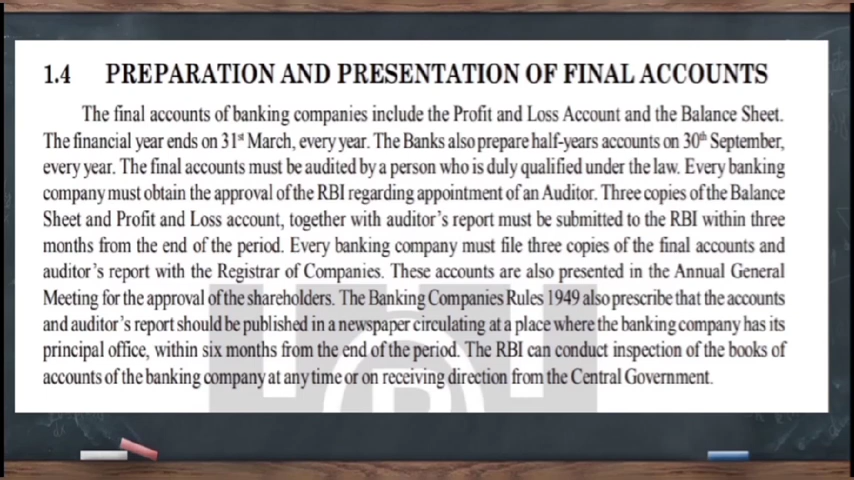 1.4 PREPARATION AND PRESENTATION OF FINAL ACCOUNTS
The final accounts of banking companies include the Profit and Loss Account and the Balance Sheet.
The financial year ends on 31st March, every year. The Banks also prepare half-years accounts on 30th September,
every year. The final accounts must be audited by a person who is duly qualified under the law. Every banking
company must obtain the approval of the RBI regarding appointment of an Auditor. Three copies of the Balance
Sheet and Profit and Loss account, together with auditor's report must be submitted to the RBI within three
months from the end of the period. Every banking company must file three copies of the final accounts and
auditor's report with the Registrar of Companies. These accounts are also presented in the Annual General
Meeting for the approval of the shareholders. The Banking Companies Rules 1949 also prescribe that the accounts
and auditor's report should be published in a newspaper circulating at a place where the banking company has its
principal office, within six months from the end of the period. The RBI can conduct inspection of the books of
accounts of the banking company at any time or on receiving direction from the Central Government.